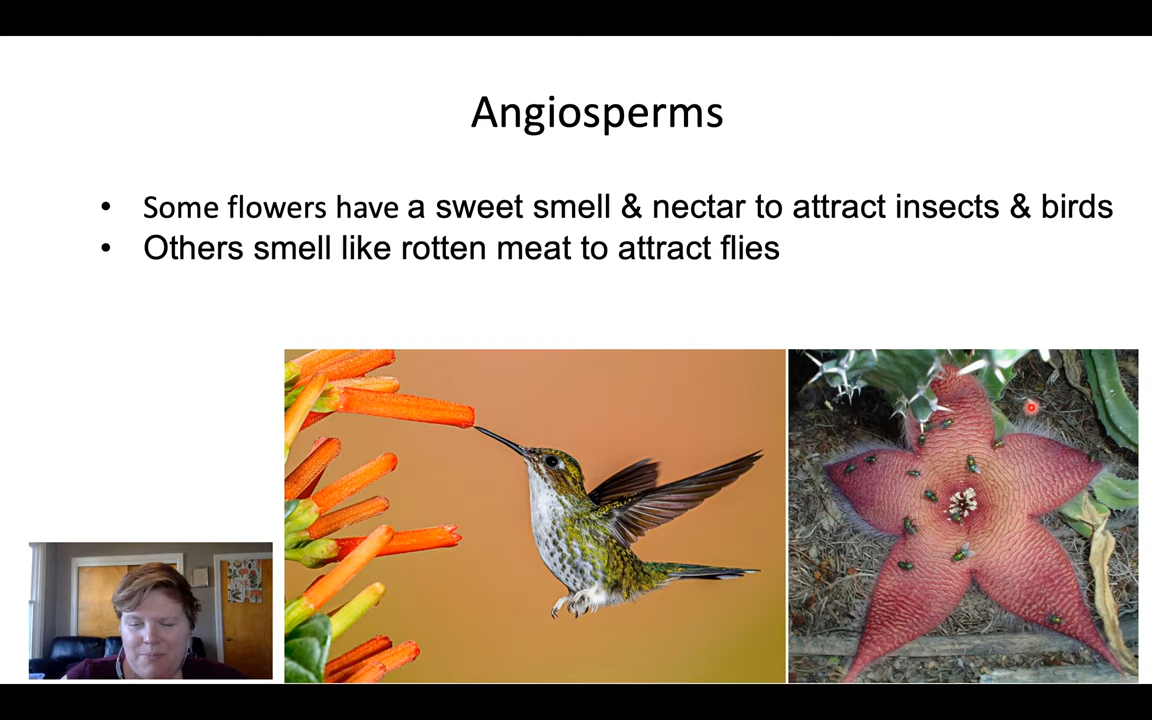 Angiosperms
• Some flowers have a sweet smell & nectar to attract insects & birds
• Others smell like rotten meat to attract flies